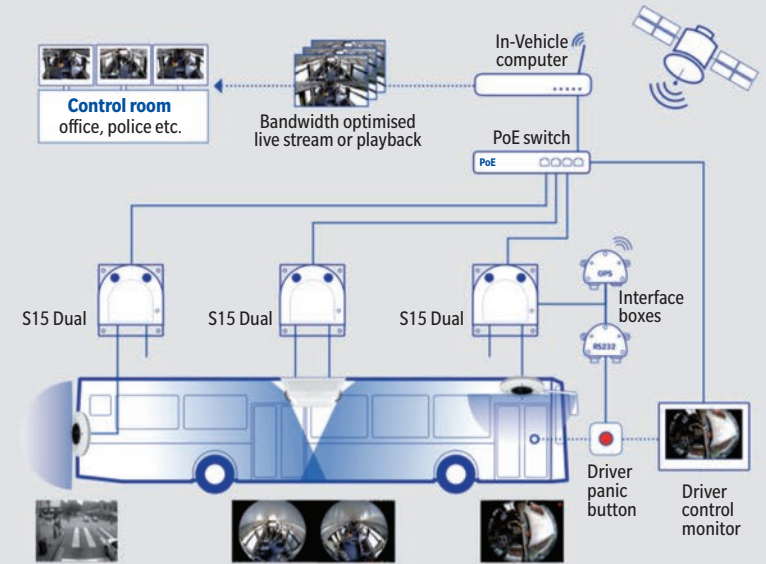 In-Vehicle
computer
Control room
office, police etc.
Bandwidth optimised
live stream or playback
PoE switch
PoE
GPS
S15 Dual
S15 Dual
S15 Dual
Interface
boxes
RS232
Driver
panic
button
Driver
control
monitor